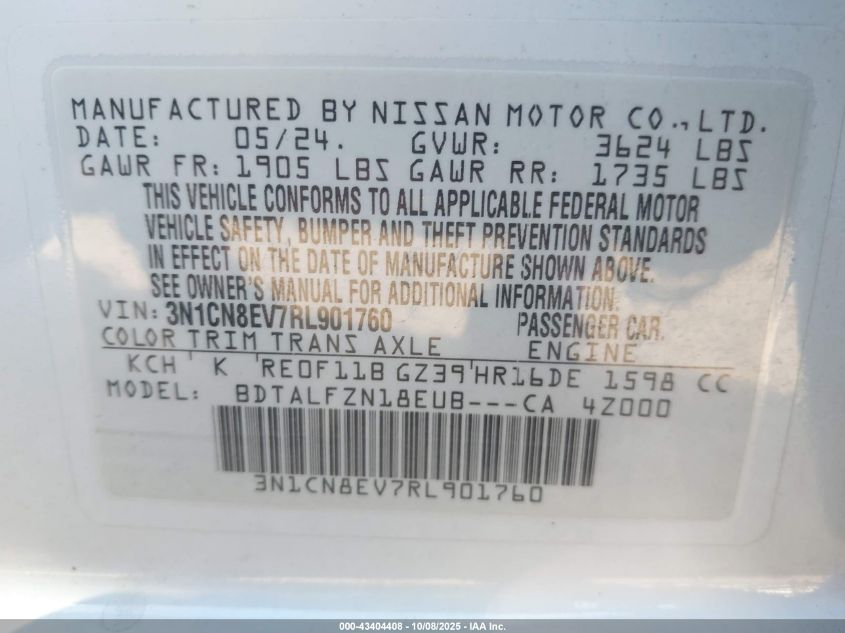 MANUFACTURED BY NISSAN MOTOR CO.,LTD.
DATE: 05/24. GVWR: 3624 LBS
GAWR FR: 1905 LBS GAWR RR: 1735 LBS
THIS VEHICLE CONFORMS TO ALL APPLICABLE FEDERAL MOTOR
VEHICLE SAFETY, BUMPER AND THEFT PREVENTION STANDARDS
IN EFFECT ON THE DATE OF MANUFACTURE SHOWN ABOVE.
SEE OWNER'S MANUAL FOR ADDITIONAL INFORMATION.
VIN: 3N1CN8EV7RL901760 PASSENGER CAR.
COLOR TRIM TRANS AXLE ENGINE
KCH K RE0F11B GZ39 HR16DE 1598 CC
MODEL: BDTALFZN18EUB---CA 4Z000
3N1CN8EV7RL901760
000-43404408 - 10/08/2025 - IAA Inc.